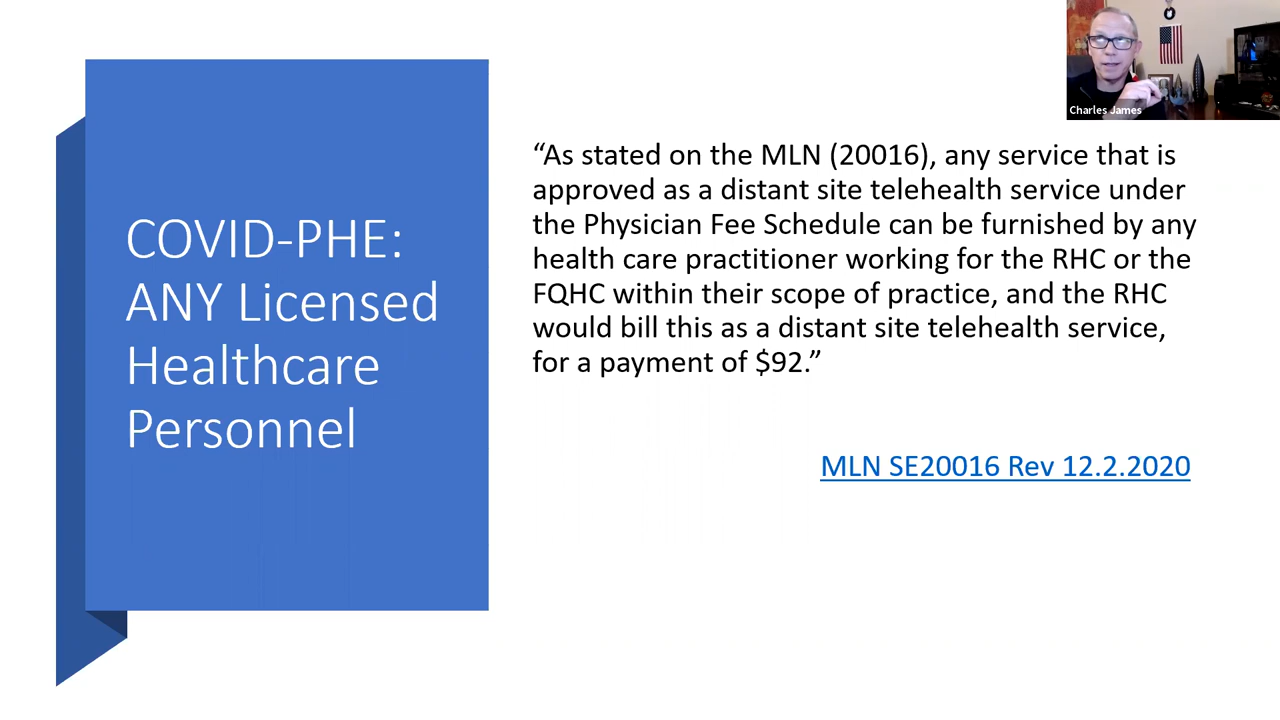 COVID-PHE:
ANY Licensed
Healthcare
Personnel
“As stated on the MLN (20016), any service that is
approved as a distant site telehealth service under
the Physician Fee Schedule can be furnished by any
health care practitioner working for the RHC or the
FQHC within their scope of practice, and the RHC
would bill this as a distant site telehealth service,
for a payment of $92.”
MLN SE20016 Rev 12.2.2020
Charles James